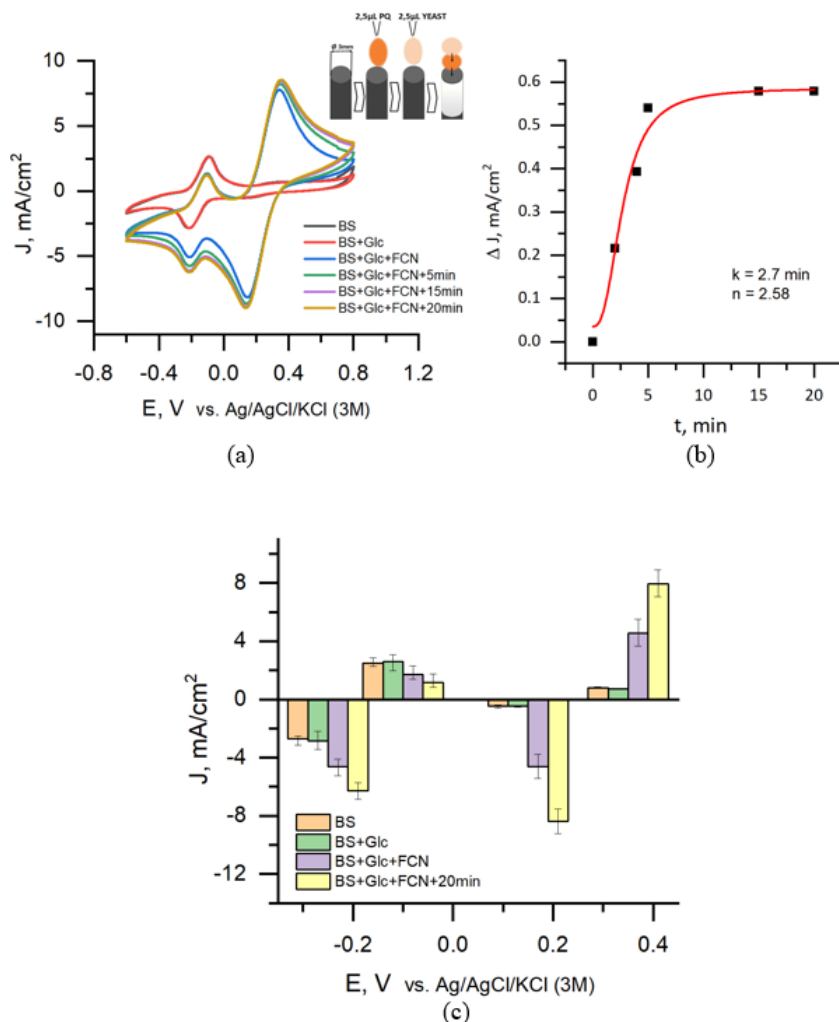 2,5µL PQ 2,5µL YEAST
Ø 3mm
10
5
0
-5
-10
J, mA/cm²
BS
BS+Glc
BS+Glc+FCN
BS+Glc+FCN+5min
BS+Glc+FCN+15min
BS+Glc+FCN+20min
-0.8 -0.4 0.0 0.4 0.8 1.2
E, V vs. Ag/AgCl/KCl (3M)
(a)
0.6
0.5
0.4
0.3
0.2
0.1
0.0
Δ J, mA/cm²
k = 2.7 min
n = 2.58
0 5 10 15 20
t, min
(b)
8
4
0
-4
-8
-12
J, mA/cm²
BS
BS+Glc
BS+Glc+FCN
BS+Glc+FCN+20min
-0.2 0.0 0.2 0.4
E, V vs. Ag/AgCl/KCl (3M)
(c)